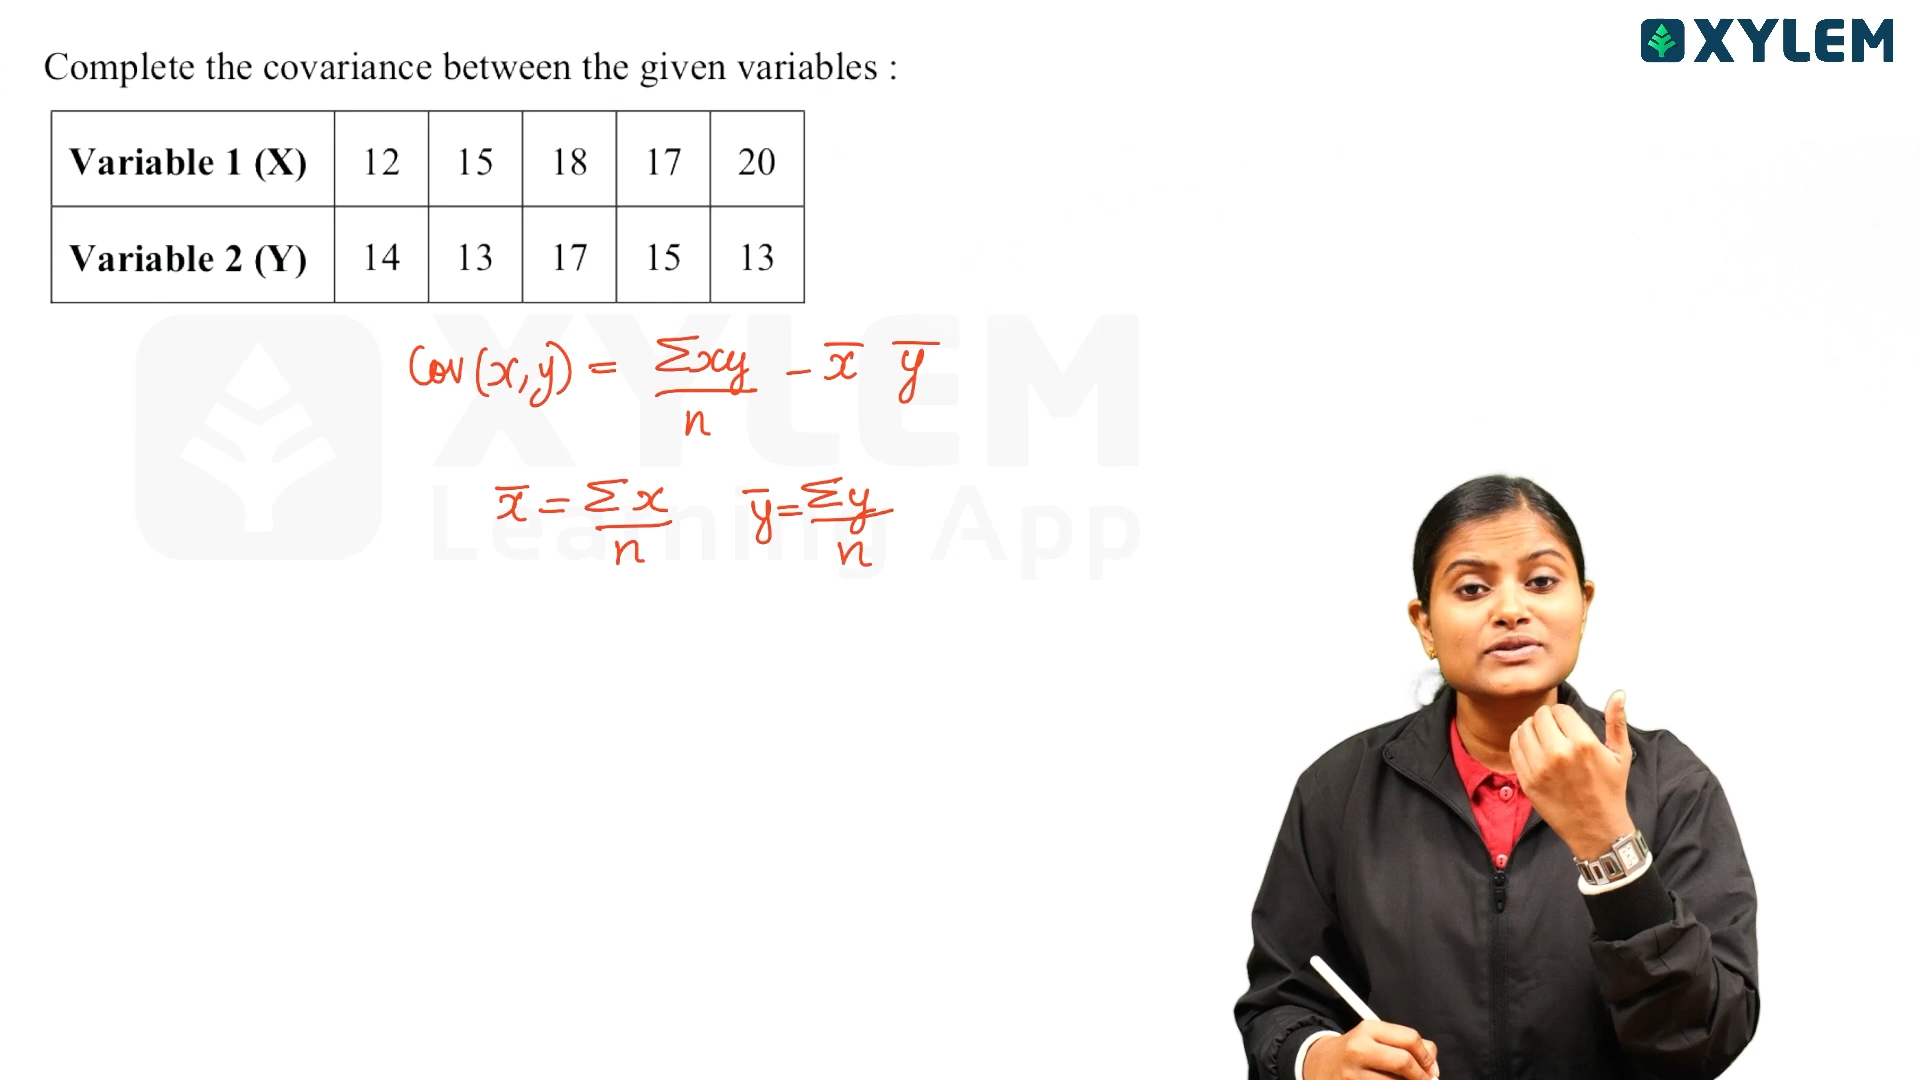 XYLEM
Complete the covariance between the given variables :
Variable 1 (X) 12 15 18 17 20
Variable 2 (Y) 14 13 17 15 13
Cov (x, y) = Σxy / n - x̅ y̅
x̅ = Σx / n y̅ = Σy / n
XYLEM
Learning App